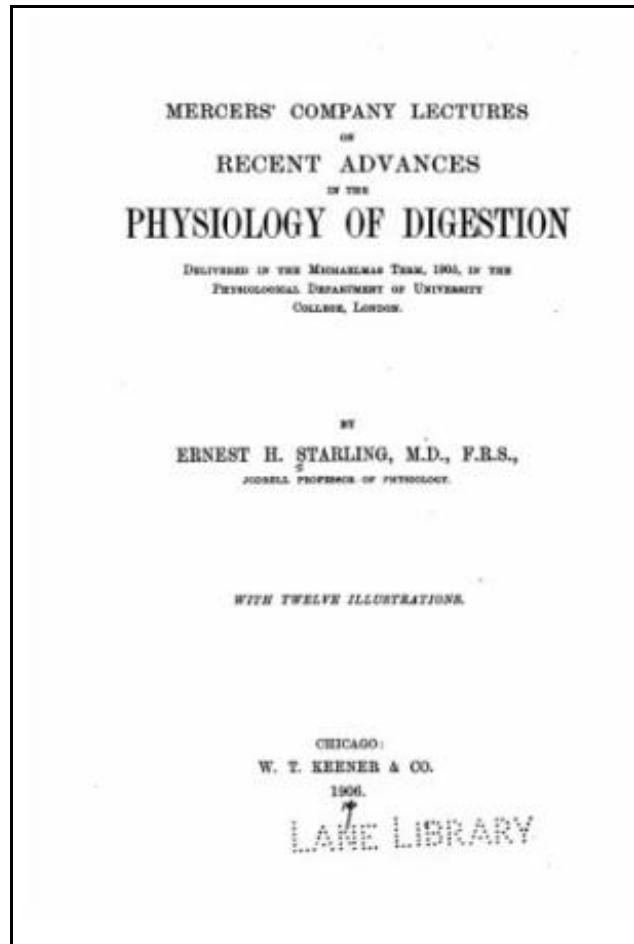 MERCERS' COMPANY LECTURES
ON
RECENT ADVANCES
IN THE
PHYSIOLOGY OF DIGESTION
DELIVERED IN THE MICHAELMAS TERM, 1905, IN THE
PHYSIOLOGICAL DEPARTMENT OF UNIVERSITY
COLLEGE, LONDON.
BY
ERNEST H. STARLING, M.D., F.R.S.,
JODRELL PROFESSOR OF PHYSIOLOGY.
WITH TWELVE ILLUSTRATIONS.
CHICAGO:
W. T. KEENER & CO.
1906.
LANE LIBRARY